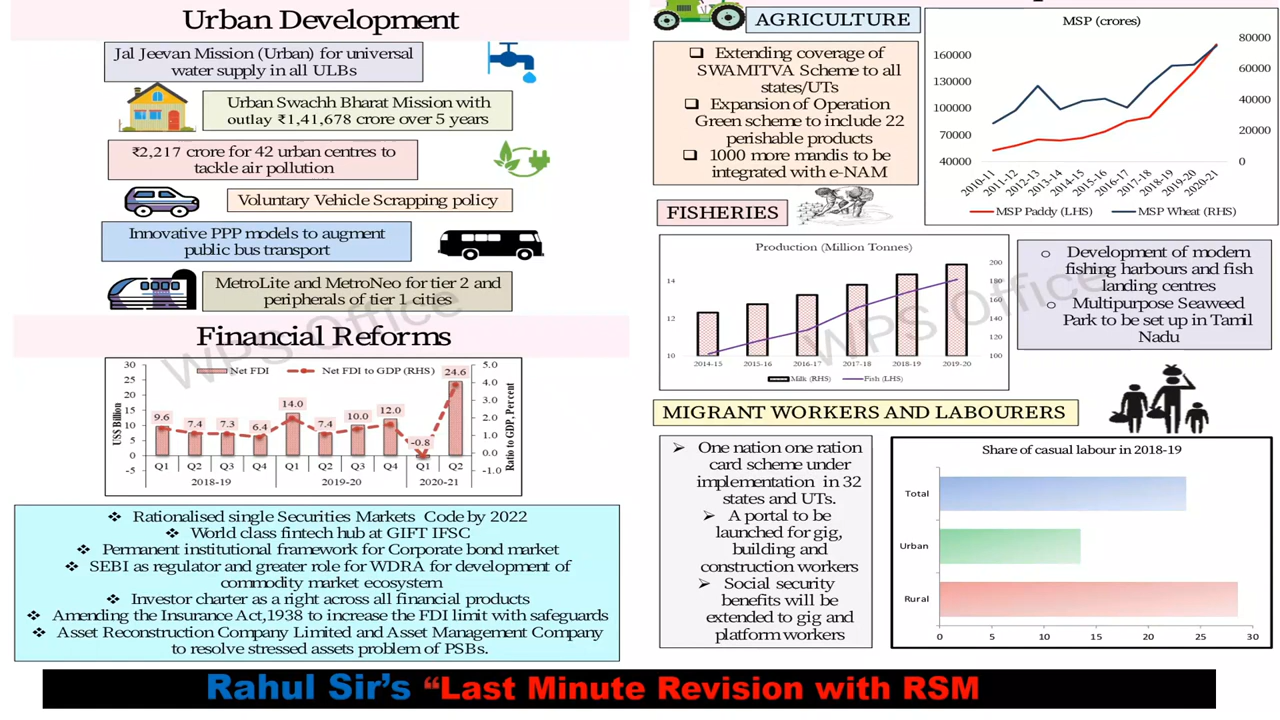 Urban Development
Jal Jeevan Mission (Urban) for universal
water supply in all ULBs
Urban Swachh Bharat Mission with
outlay ₹1,41,678 crore over 5 years
₹2,217 crore for 42 urban centres to
tackle air pollution
Voluntary Vehicle Scrapping policy
Innovative PPP models to augment
public bus transport
MetroLite and MetroNeo for tier 2 and
peripherals of tier 1 cities
Financial Reforms
Net FDI
Net FDI to GDP (RHS)
US$ Billion
30
25
20
15
10
5
0
-5
9.6
7.4
7.3
6.4
14.0
7.4
10.0
12.0
-0.8
24.6
5.0
4.0
3.0
2.0
1.0
0.0
-1.0
Ratio to GDP, Percent
Q1 Q2 Q3 Q4 Q1 Q2 Q3 Q4 Q1 Q2
2018-19 2019-20 2020-21
❖ Rationalised single Securities Markets Code by 2022
❖ World class fintech hub at GIFT IFSC
❖ Permanent institutional framework for Corporate bond market
❖ SEBI as regulator and greater role for WDRA for development of
commodity market ecosystem
❖ Investor charter as a right across all financial products
❖ Amending the Insurance Act,1938 to increase the FDI limit with safeguards
❖ Asset Reconstruction Company Limited and Asset Management Company
to resolve stressed assets problem of PSBs.
AGRICULTURE
❑ Extending coverage of
SWAMITVA Scheme to all
states/UTs
❑ Expansion of Operation
Green scheme to include 22
perishable products
❑ 1000 more mandis to be
integrated with e-NAM
MSP (crores)
160000
130000
100000
70000
40000
80000
60000
40000
20000
0
2010-11 2011-12 2012-13 2013-14 2014-15 2015-16 2016-17 2017-18 2018-19 2019-20 2020-21
MSP Paddy (LHS) MSP Wheat (RHS)
FISHERIES
Production (Million Tonnes)
14
12
10
200
180
160
140
120
100
2014-15 2015-16 2016-17 2017-18 2018-19 2019-20
Milk (RHS) Fish (LHS)
o Development of modern
fishing harbours and fish
landing centres
o Multipurpose Seaweed
Park to be set up in Tamil
Nadu
MIGRANT WORKERS AND LABOURERS
➢ One nation one ration
card scheme under
implementation in 32
states and UTs.
➢ A portal to be
launched for gig,
building and
construction workers
➢ Social security
benefits will be
extended to gig and
platform workers
Share of casual labour in 2018-19
Total
Urban
Rural
0 5 10 15 20 25 30
WPS Office
WPS Office
Rahul Sir's “Last Minute Revision with RSM